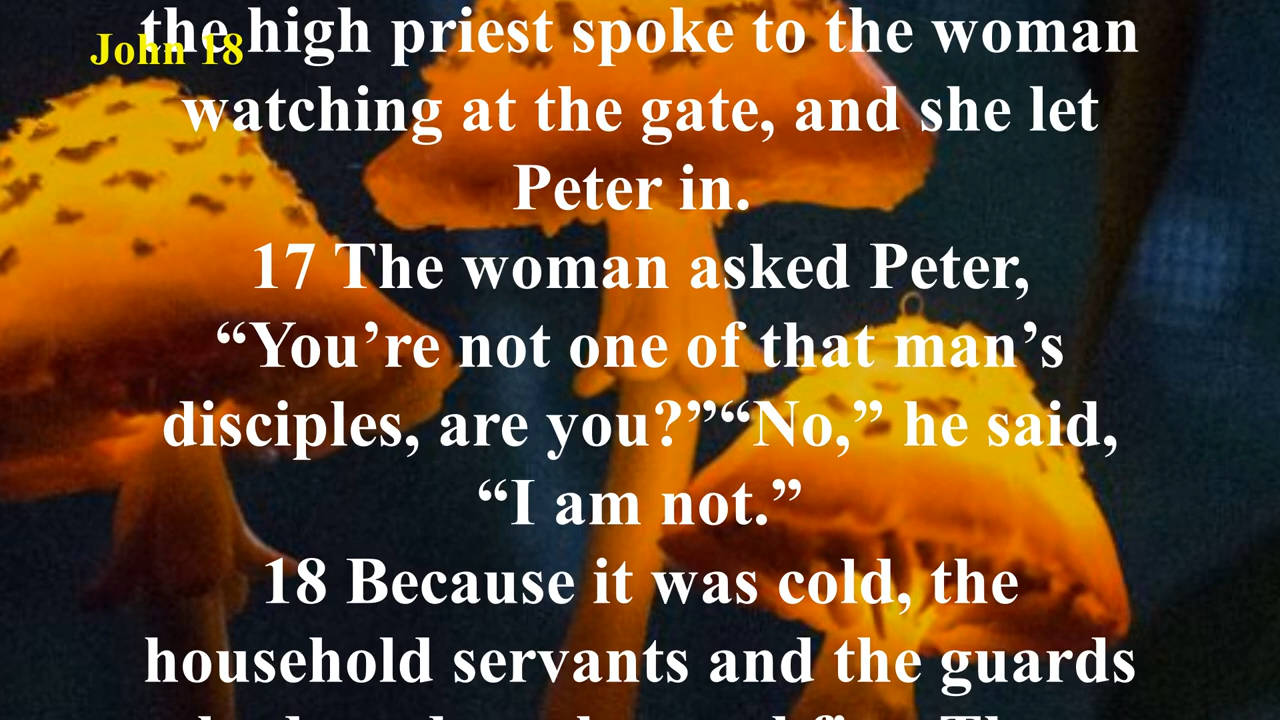 John 18
the high priest spoke to the woman
watching at the gate, and she let
Peter in.
17 The woman asked Peter,
“You’re not one of that man’s
disciples, are you?”“No,” he said,
“I am not.”
18 Because it was cold, the
household servants and the guards